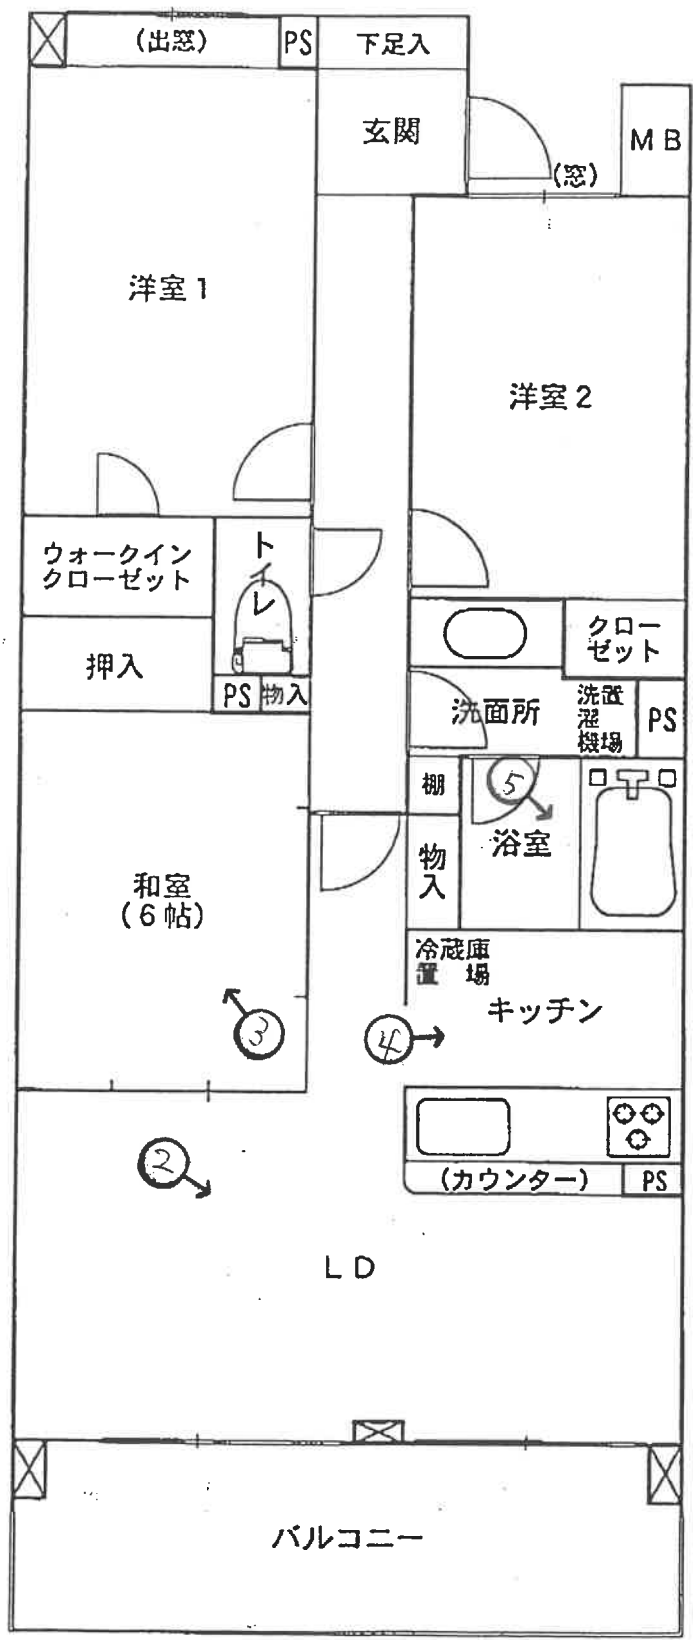 (出窓)
PS
下足入
玄関
MB
(窓)
洋室1
洋室2
ウォークイン
クローゼット
トイレ
押入
PS
物入
クロー
ゼット
洗面所
洗置
濯
機場
PS
棚
⑤
浴室
物入
和室
(6帖)
冷蔵庫
置 場
キッチン
③
④
②
(カウンター)
PS
LD
バルコニー